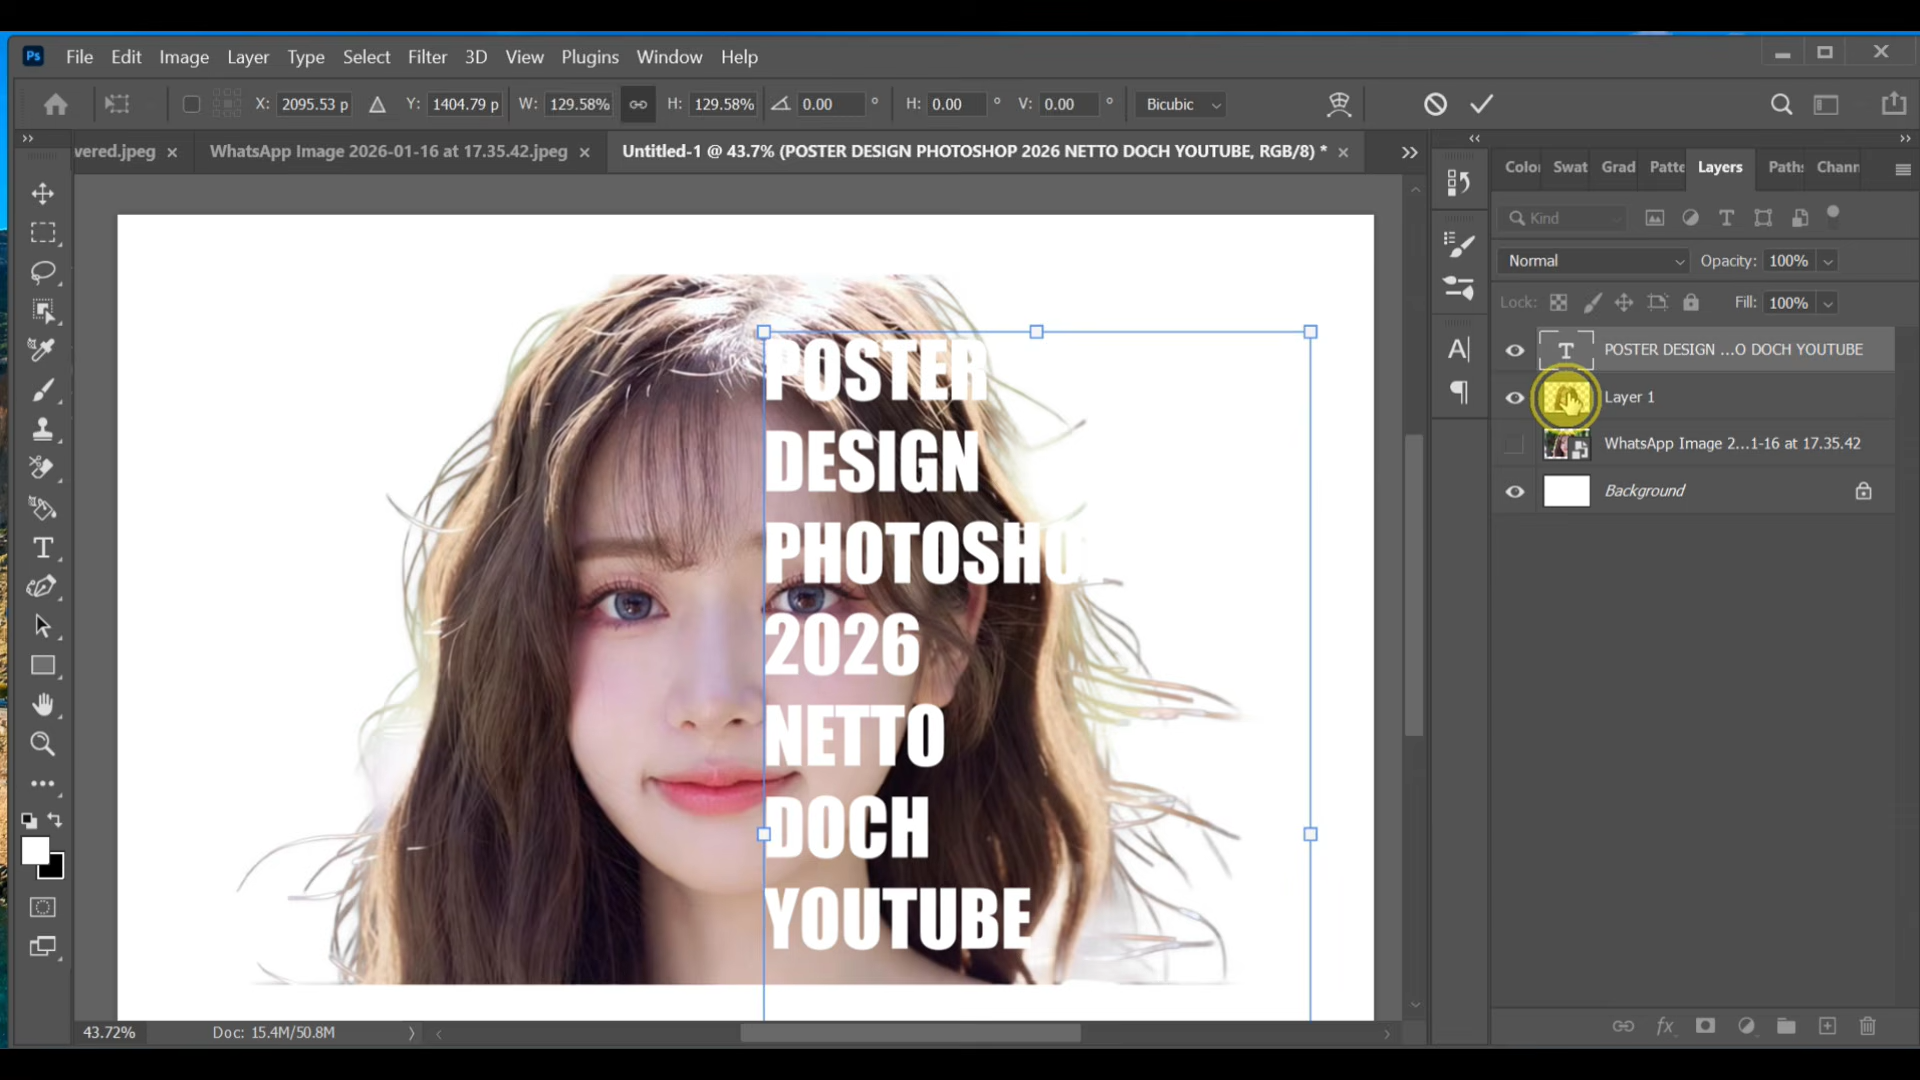 Ps File Edit Image Layer Type Select Filter 3D View Plugins Window Help
X: 2095.53 p Y: 1404.79 p W: 129.58% H: 129.58% 0.00 ° H: 0.00 ° V: 0.00 ° Bicubic
vered.jpeg × WhatsApp Image 2026-01-16 at 17.35.42.jpeg × Untitled-1 @ 43.7% (POSTER DESIGN PHOTOSHOP 2026 NETTO DOCH YOUTUBE, RGB/8) * ×
Color Swat Grad Patte Layers Paths Chann
Kind
Normal Opacity: 100%
Lock: Fill: 100%
POSTER DESIGN ...O DOCH YOUTUBE
Layer 1
WhatsApp Image 2...1-16 at 17.35.42
Background
POSTER
DESIGN
PHOTOSHO
2026
NETTO
DOCH
YOUTUBE
43.72% Doc: 15.4M/50.8M